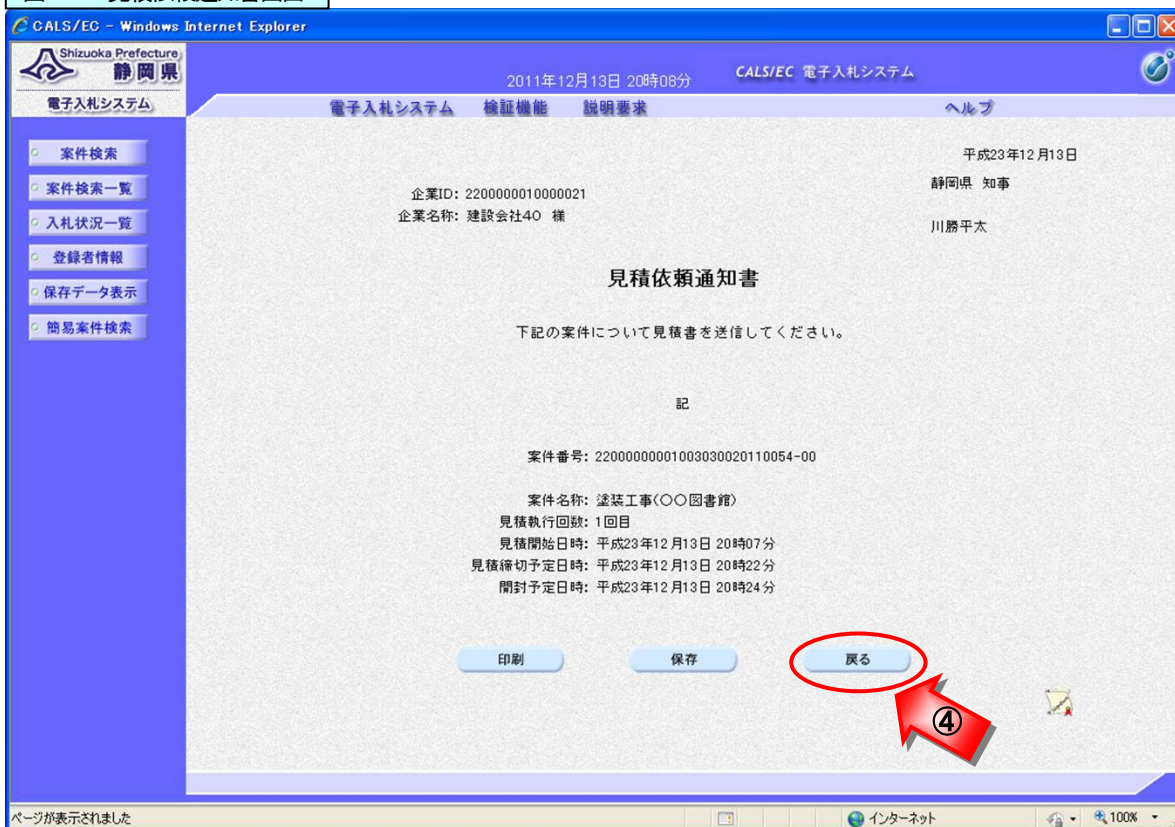 CALS/EC - Windows Internet Explorer
Shizuoka Prefecture
静岡県
2011年12月13日 20時08分
CALS/EC 電子入札システム
電子入札システム
電子入札システム 検証機能 説明要求 ヘルプ
案件検索
案件検索一覧
入札状況一覧
登録者情報
保存データ表示
簡易案件検索
平成23年12月13日
静岡県 知事
企業ID: 2200000010000021
企業名称: 建設会社40 様
川勝平太
見積依頼通知書
下記の案件について見積書を送信してください。
記
案件番号: 22000000001003030020110054-00
案件名称: 塗装工事(〇〇図書館)
見積執行回数: 1回目
見積開始日時: 平成23年12月13日 20時07分
見積締切予定日時: 平成23年12月13日 20時22分
開封予定日時: 平成23年12月13日 20時24分
印刷 保存 戻る
④
ページが表示されました インターネット 100%